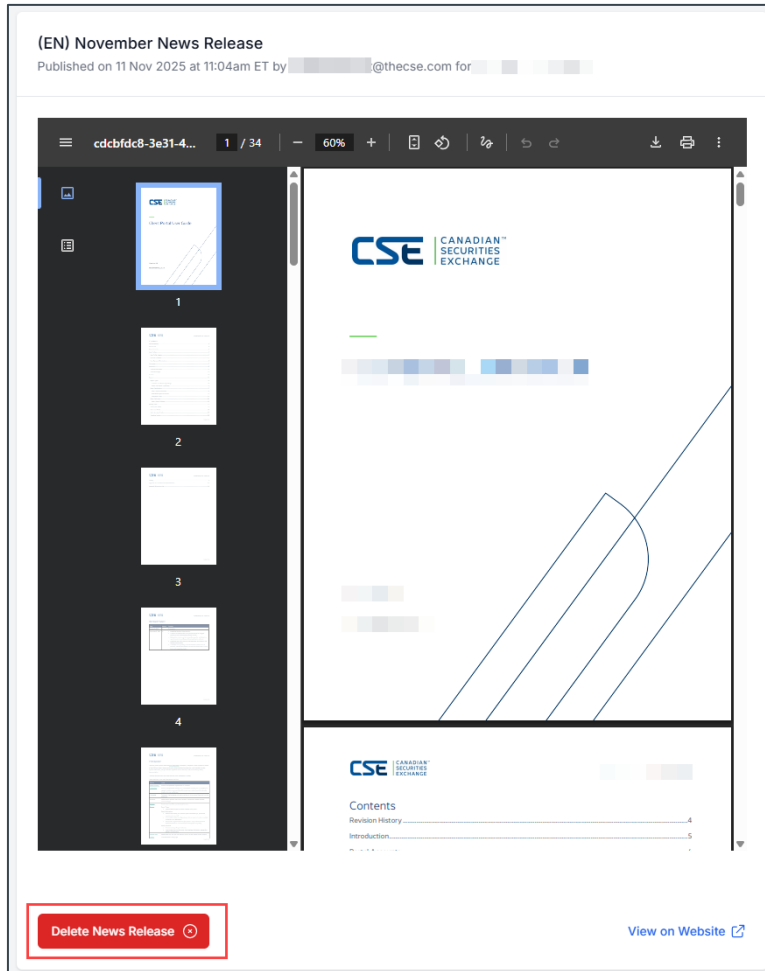 (EN) November News Release
Published on 11 Nov 2025 at 11:04am ET by @thecse.com for
cdcbfdc8-3e31-4... 1 / 34 60%
CSE CANADIAN™ SECURITIES EXCHANGE
1
2
3
4
CSE CANADIAN™ SECURITIES EXCHANGE
Contents
Revision History 4
Introduction 5
Delete News Release
View on Website